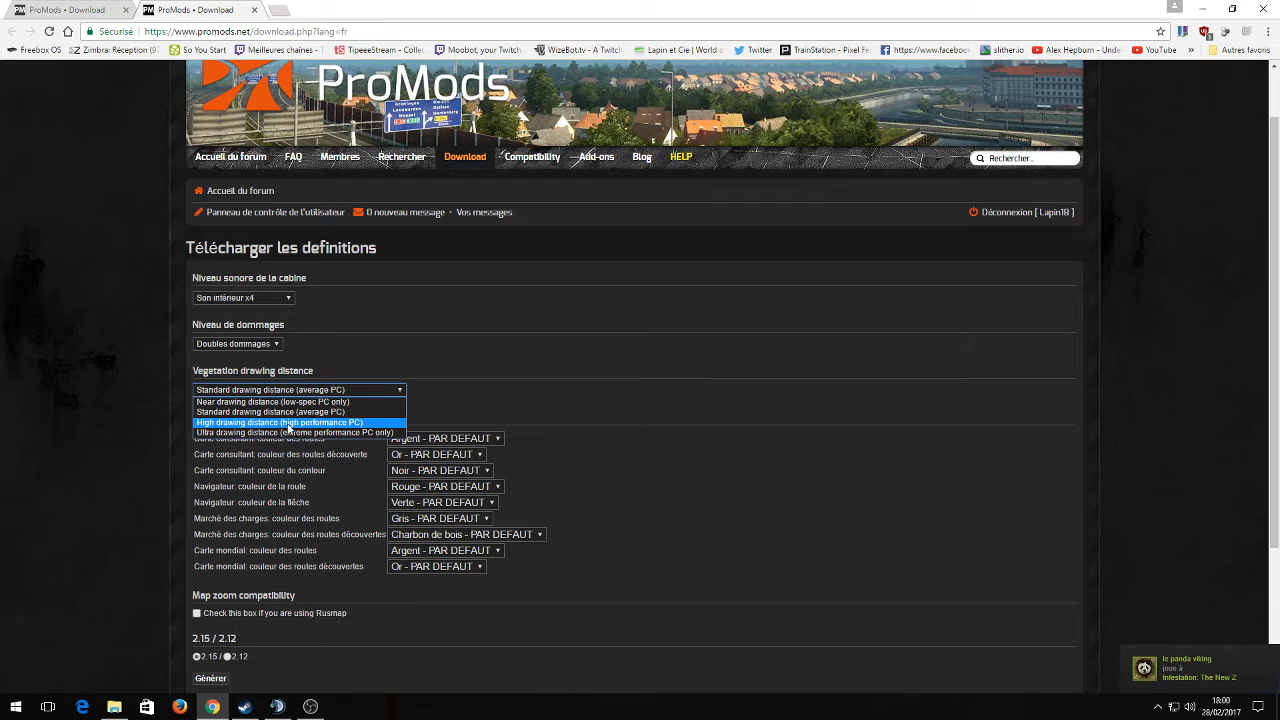 ProMods • Download
ProMods • Download
Sécurisé | https://www.promods.net/download.php?lang=fr
Freebox OS
Zimbra: Réception (9
So You Start
Meilleures chaînes - T
TipeeeStream - Collec
Moobot.your Twitch
WizeBot.tv - A Twitch
Lapin et Cie | World o
Twitter
TrainStation - Pixel Fe
https://www.faceboo
slither.io
Alex Hepburn - Unde
YouTube
»
Autres favoris
ProMods
Accueil du forum
FAQ
Membres
echercher
Download
Compatibility
Add-ons
Blog
HELP
Rechercher…
Accueil du forum
Panneau de contrôle de l'utilisateur
0 nouveau message • Vos messages
Déconnexion [ Lapin18 ]
Télécharger les definitions
Niveau sonore de la cabine
Son intérieur x4
Niveau de dommages
Doubles dommages
Vegetation drawing distance
Standard drawing distance (average PC)
Near drawing distance (low-spec PC only)
Standard drawing distance (average PC)
High drawing distance (high performance PC)
Ultra drawing distance (extreme performance PC only)
Argent - PAR DEFAUT
Carte consultant: couleur des routes découverte
Or - PAR DEFAUT
Carte consultant: couleur du contour
Noir - PAR DEFAUT
Navigateur: couleur de la route
Rouge - PAR DEFAUT
Navigateur: couleur de la flêche
Verte - PAR DEFAUT
Marché des charges: couleur des routes
Gris - PAR DEFAUT
Marché des charges: couleur des routes découvertes
Charbon de bois - PAR DEFAUT
Carte mondial: couleur des routes
Argent - PAR DEFAUT
Carte mondial: couleur des routes découvertes
Or - PAR DEFAUT
Map zoom compatibility
Check this box if you are using Rusmap
2.15 / 2.12
2.15 / 2.12
Générer
le panda viking
joue à
Infestation: The New Z
18:00
28/02/2017